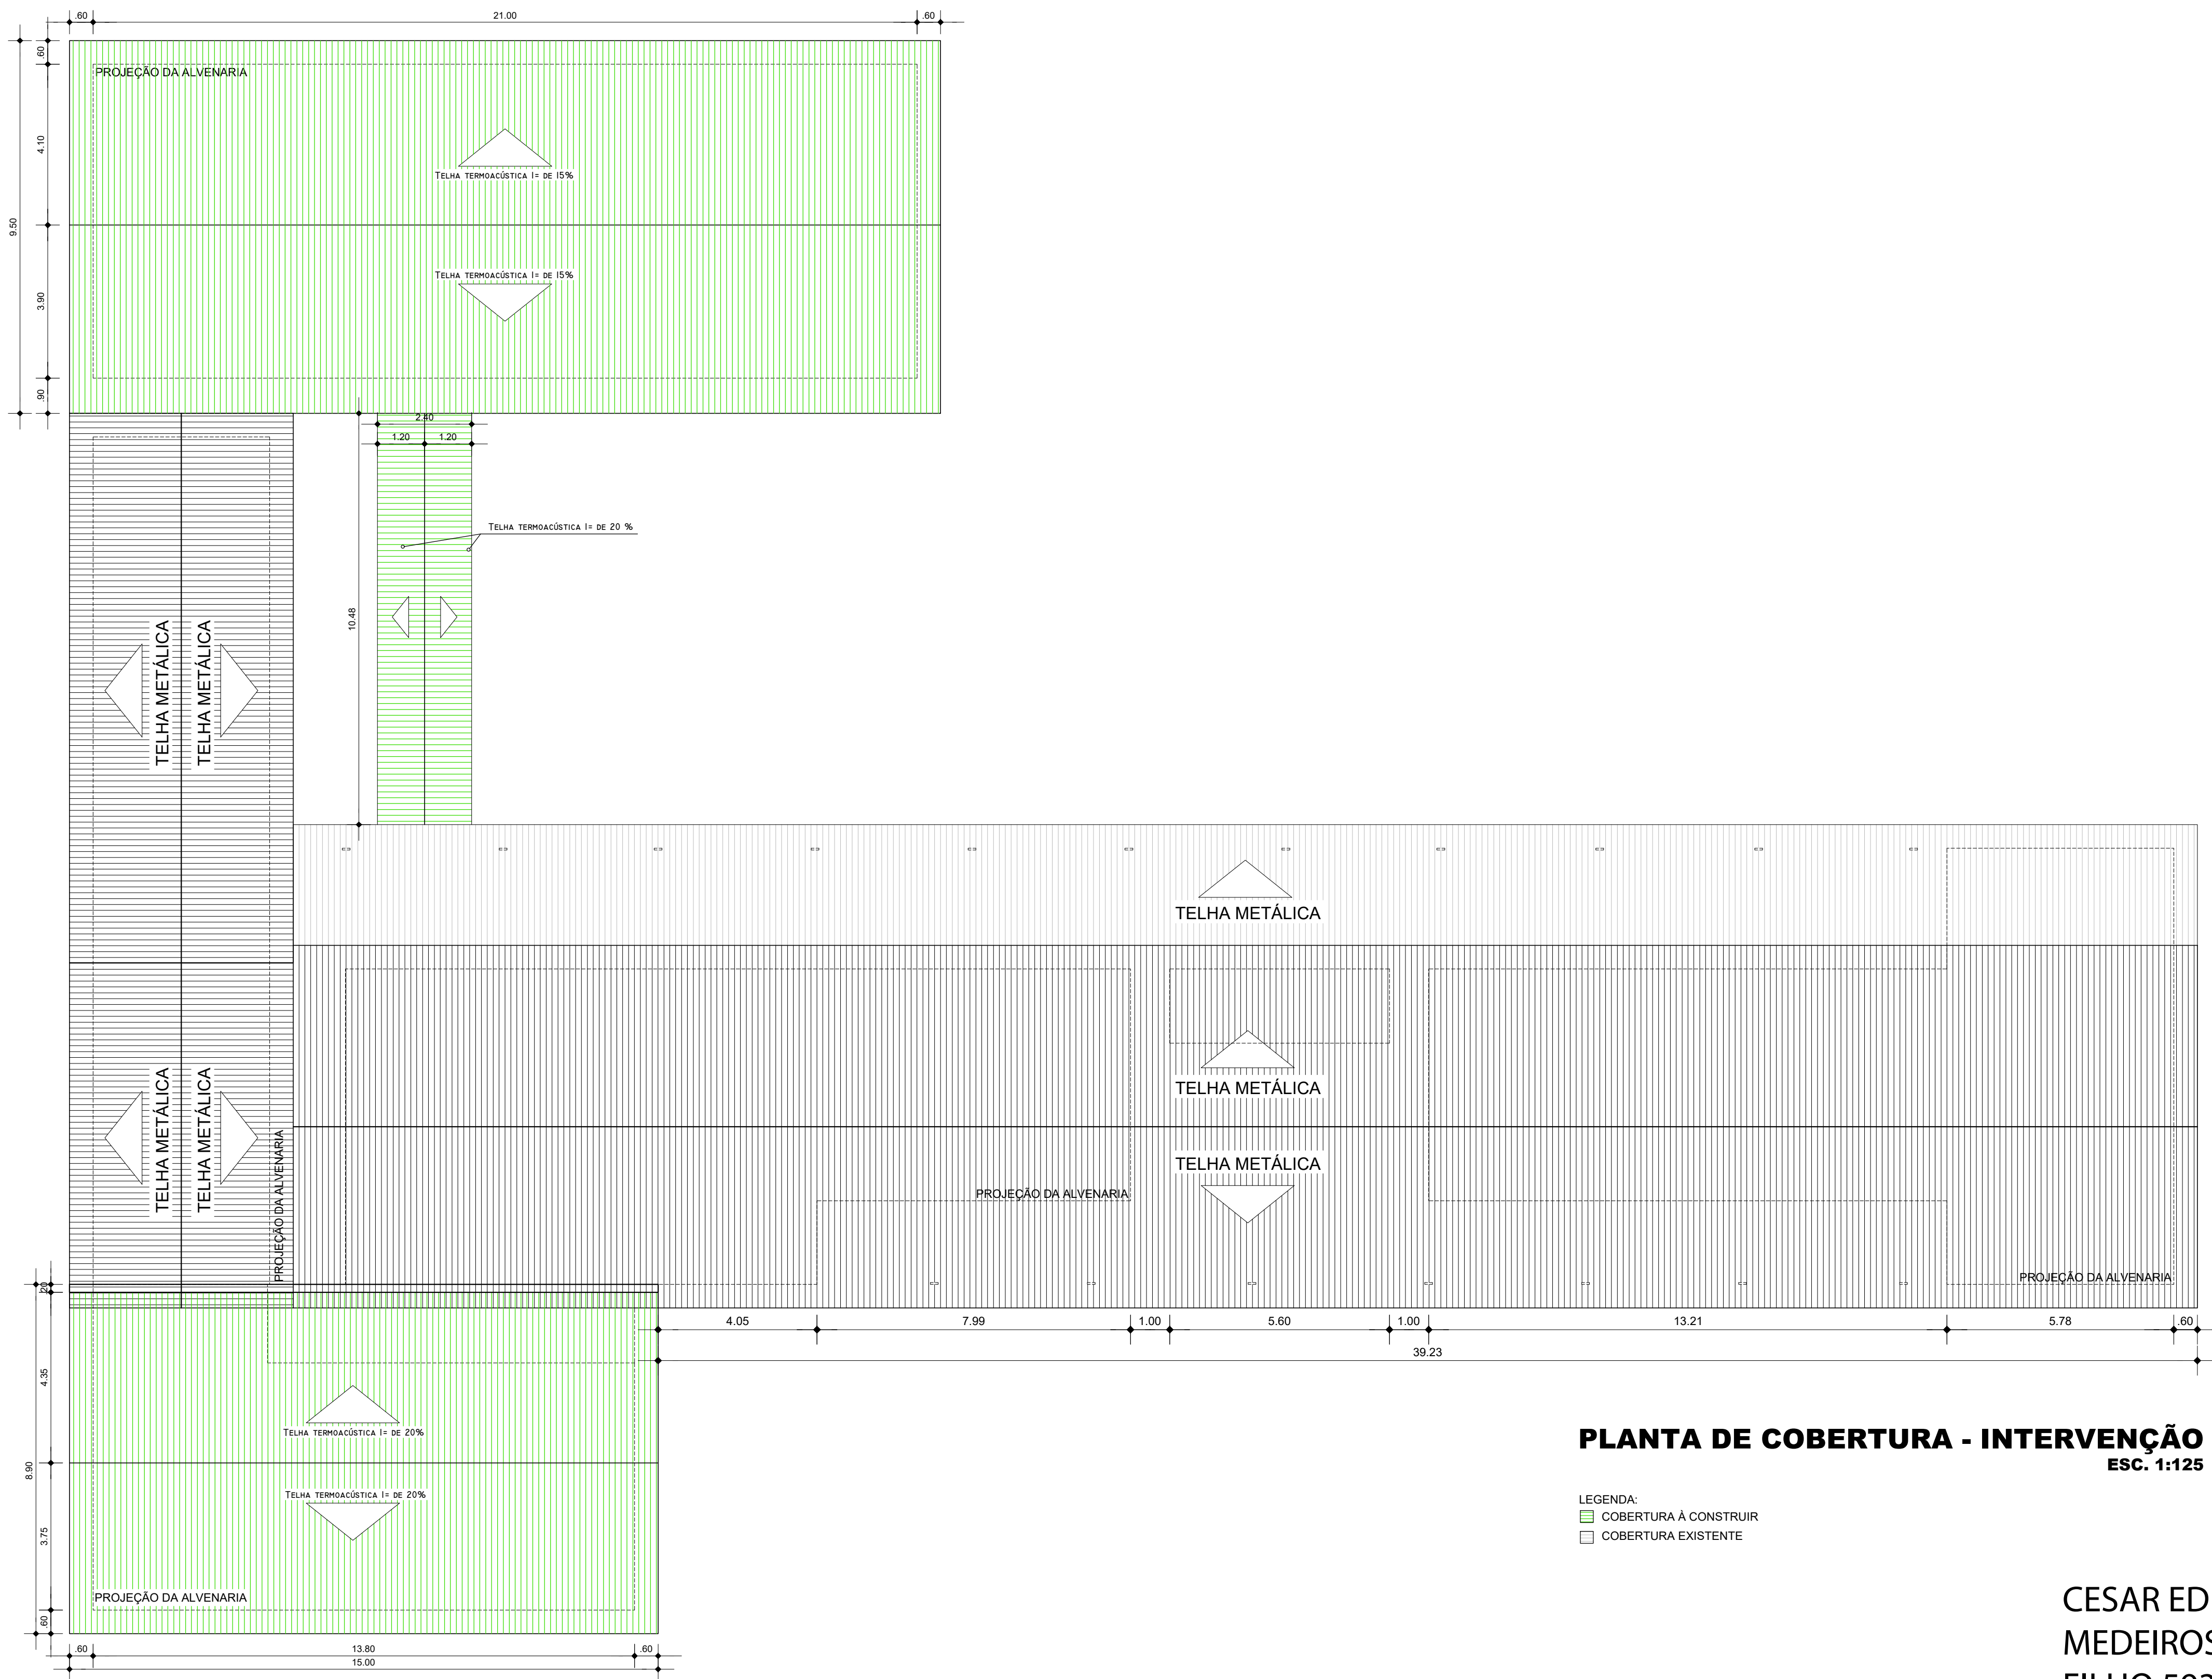 .60
21.00
.60
.60
PROJEÇÃO DA ALVENARIA
4.10
TELHA TERMOACÚSTICA I= DE 15%
9.50
TELHA TERMOACÚSTICA I= DE 15%
3.90
.90
2.40
1.20
1.20
TELHA TERMOACÚSTICA I= DE 20 %
10.48
TELHA METÁLICA
TELHA METÁLICA
TELHA METÁLICA
TELHA METÁLICA
TELHA METÁLICA
TELHA METÁLICA
TELHA METÁLICA
PROJEÇÃO DA ALVENARIA
PROJEÇÃO DA ALVENARIA
PROJEÇÃO DA ALVENARIA
.20
4.05
7.99
1.00
5.60
1.00
13.21
5.78
.60
39.23
4.35
TELHA TERMOACÚSTICA I= DE 20%
8.90
TELHA TERMOACÚSTICA I= DE 20%
3.75
PROJEÇÃO DA ALVENARIA
.60
.60
13.80
.60
15.00
PLANTA DE COBERTURA - INTERVENÇÃO
ESC. 1:125
LEGENDA:
COBERTURA À CONSTRUIR
COBERTURA EXISTENTE
CESAR ED
MEDEIROS